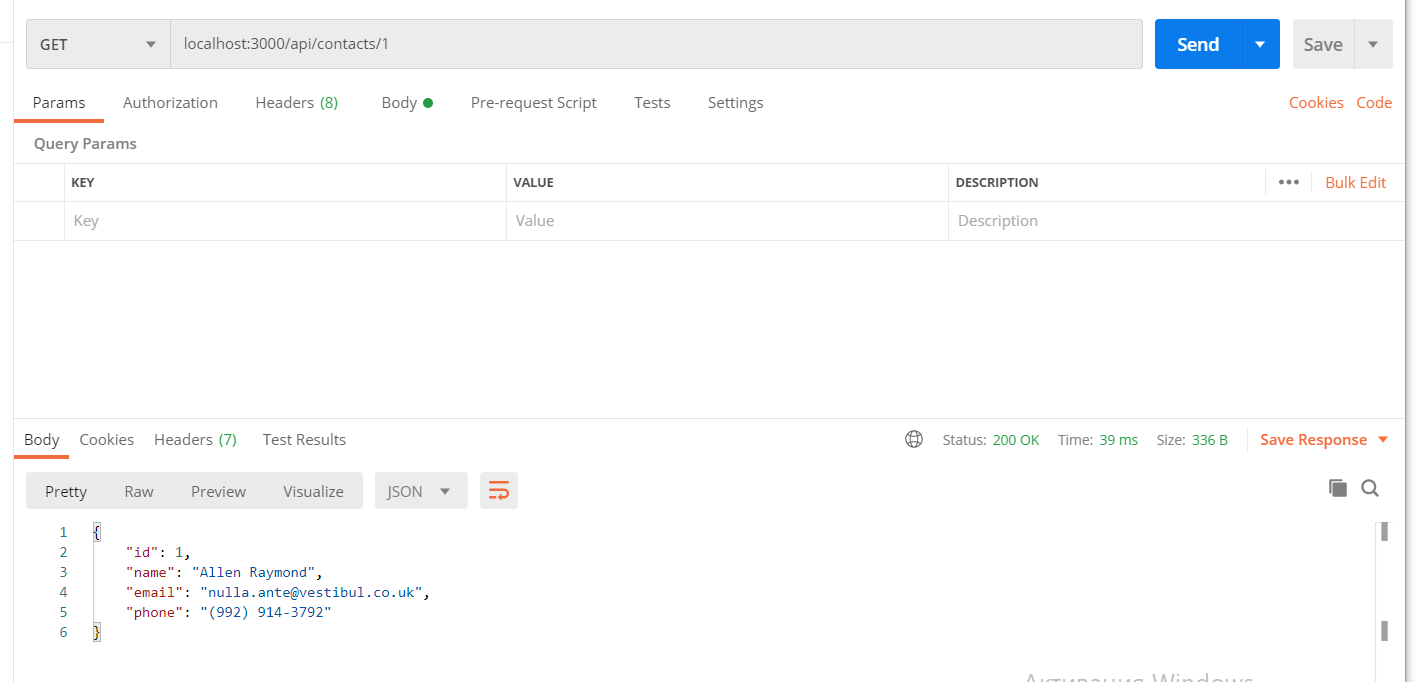 GET localhost:3000/api/contacts/1 Send Save
Params Authorization Headers (8) Body Pre-request Script Tests Settings Cookies Code
Query Params
KEY VALUE DESCRIPTION ••• Bulk Edit
Key Value Description
Body Cookies Headers (7) Test Results Status: 200 OK Time: 39 ms Size: 336 B Save Response
Pretty Raw Preview Visualize JSON
1 {
2 "id": 1,
3 "name": "Allen Raymond",
4 "email": "nulla.ante@vestibul.co.uk",
5 "phone": "(992) 914-3792"
6 }
Активация Windows